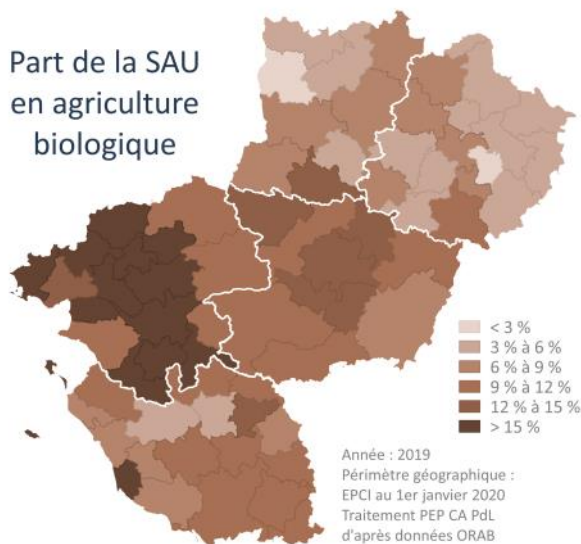 Part de la SAU
en agriculture
biologique
< 3 %
3 % à 6 %
6 % à 9 %
9 % à 12 %
12 % à 15 %
> 15 %
Année : 2019
Périmètre géographique :
EPCI au 1er janvier 2020
Traitement PEP CA PdL
d'après données ORAB